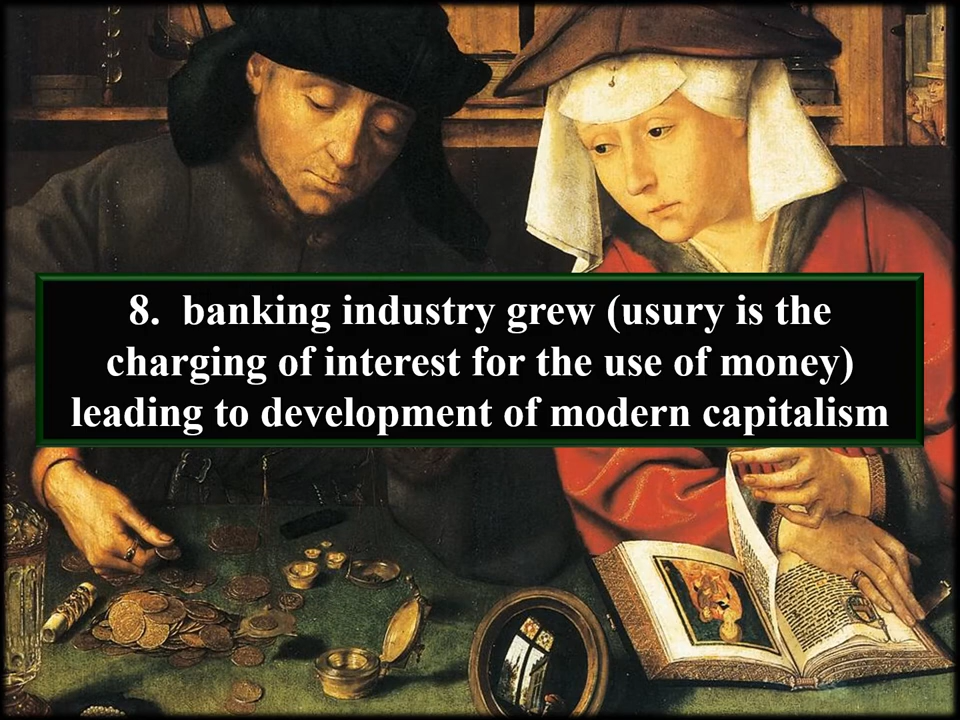 8. banking industry grew (usury is the
charging of interest for the use of money)
leading to development of modern capitalism